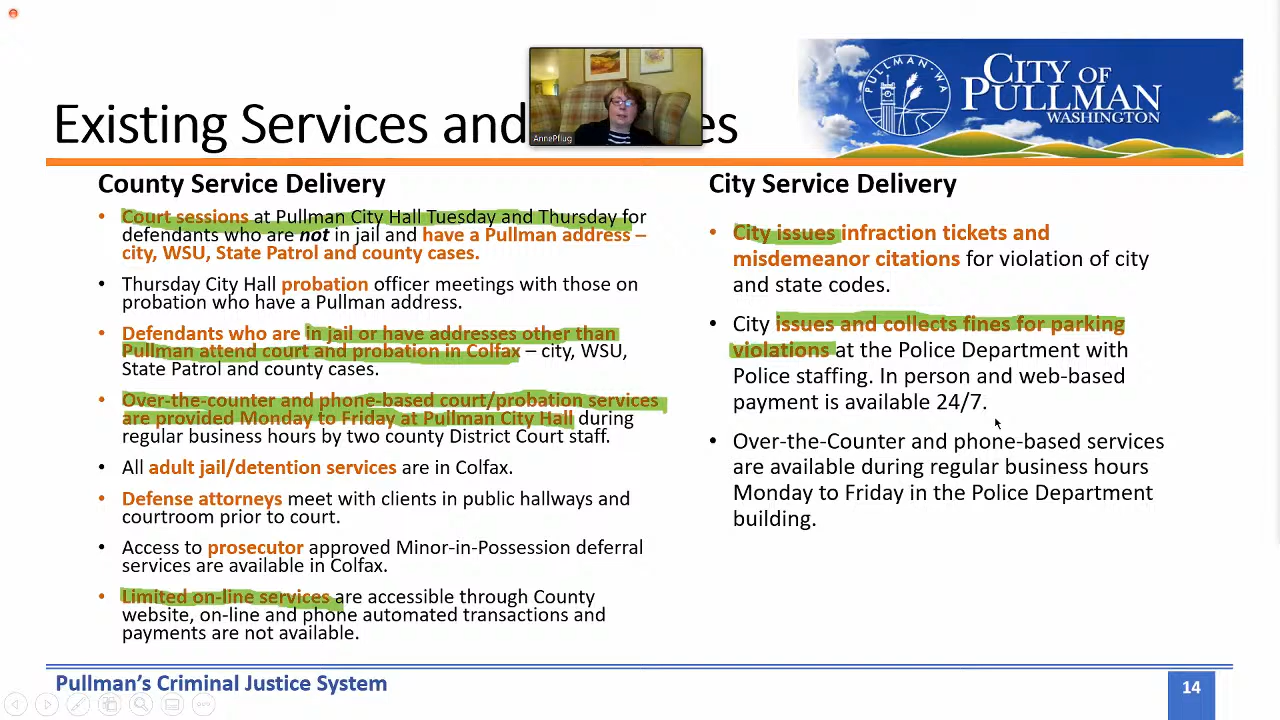 AnnePflug
PULLMAN, WA
CITY OF
PULLMAN
WASHINGTON
Existing Services and es
County Service Delivery
• Court sessions at Pullman City Hall Tuesday and Thursday for
defendants who are not in jail and have a Pullman address –
city, WSU, State Patrol and county cases.
• Thursday City Hall probation officer meetings with those on
probation who have a Pullman address.
• Defendants who are in jail or have addresses other than
Pullman attend court and probation in Colfax – city, WSU,
State Patrol and county cases.
• Over-the-counter and phone-based court/probation services
are provided Monday to Friday at Pullman City Hall during
regular business hours by two county District Court staff.
• All adult jail/detention services are in Colfax.
• Defense attorneys meet with clients in public hallways and
courtroom prior to court.
• Access to prosecutor approved Minor-in-Possession deferral
services are available in Colfax.
• Limited on-line services are accessible through County
website, on-line and phone automated transactions and
payments are not available.
City Service Delivery
• City issues infraction tickets and
misdemeanor citations for violation of city
and state codes.
• City issues and collects fines for parking
violations at the Police Department with
Police staffing. In person and web-based
payment is available 24/7.
• Over-the-Counter and phone-based services
are available during regular business hours
Monday to Friday in the Police Department
building.
Pullman's Criminal Justice System
14